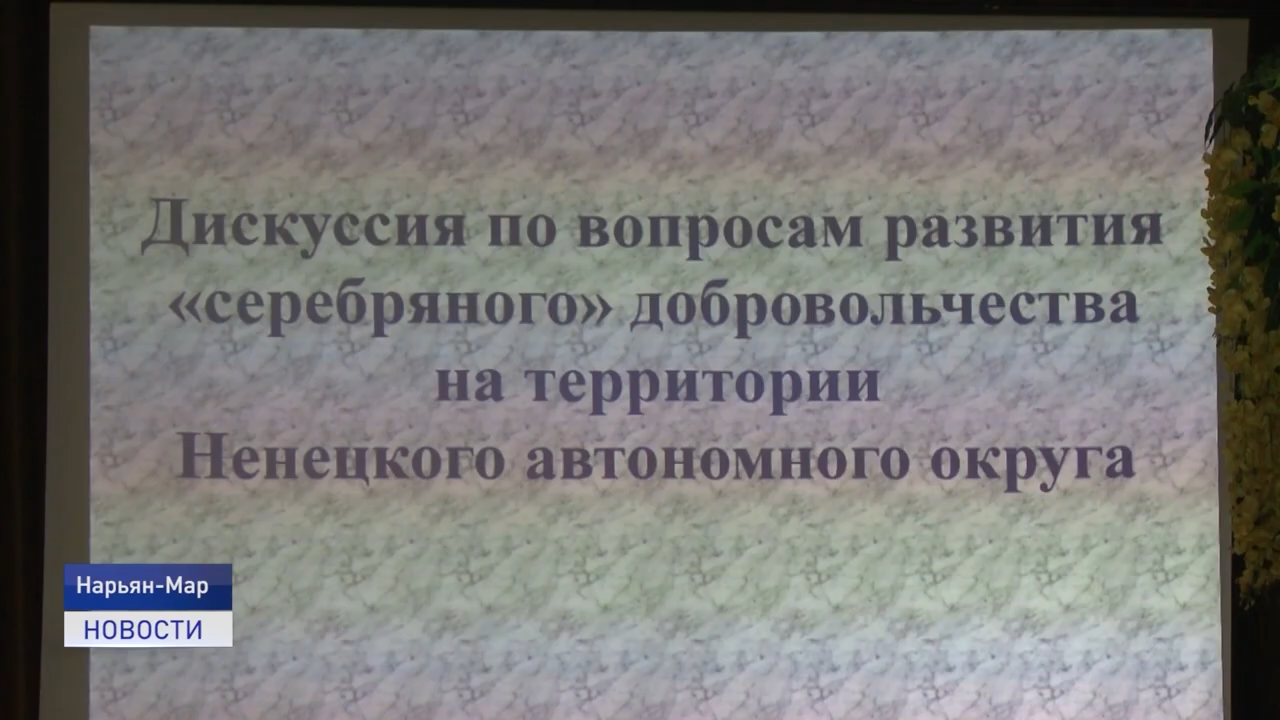 Дискуссия по вопросам развития
«серебряного» добровольчества
на территории
Ненецкого автономного округа
Нарьян-Мар
НОВОСТИ